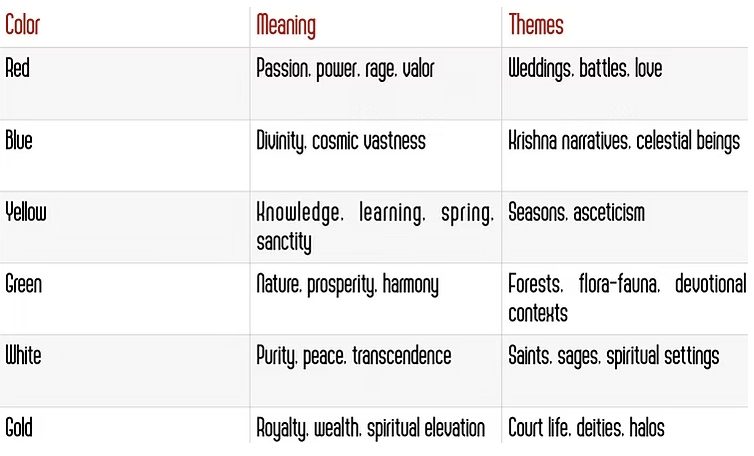 Color Meaning Themes
Red Passion, power, rage, valor Weddings, battles, love
Blue Divinity, cosmic vastness Krishna narratives, celestial beings
Yellow Knowledge, learning, spring, Seasons, asceticism
sanctity
Green Nature, prosperity, harmony Forests, flora-fauna, devotional
contexts
White Purity, peace, transcendence Saints, sages, spiritual settings
Gold Royalty, wealth, spiritual elevation Court life, deities, halos